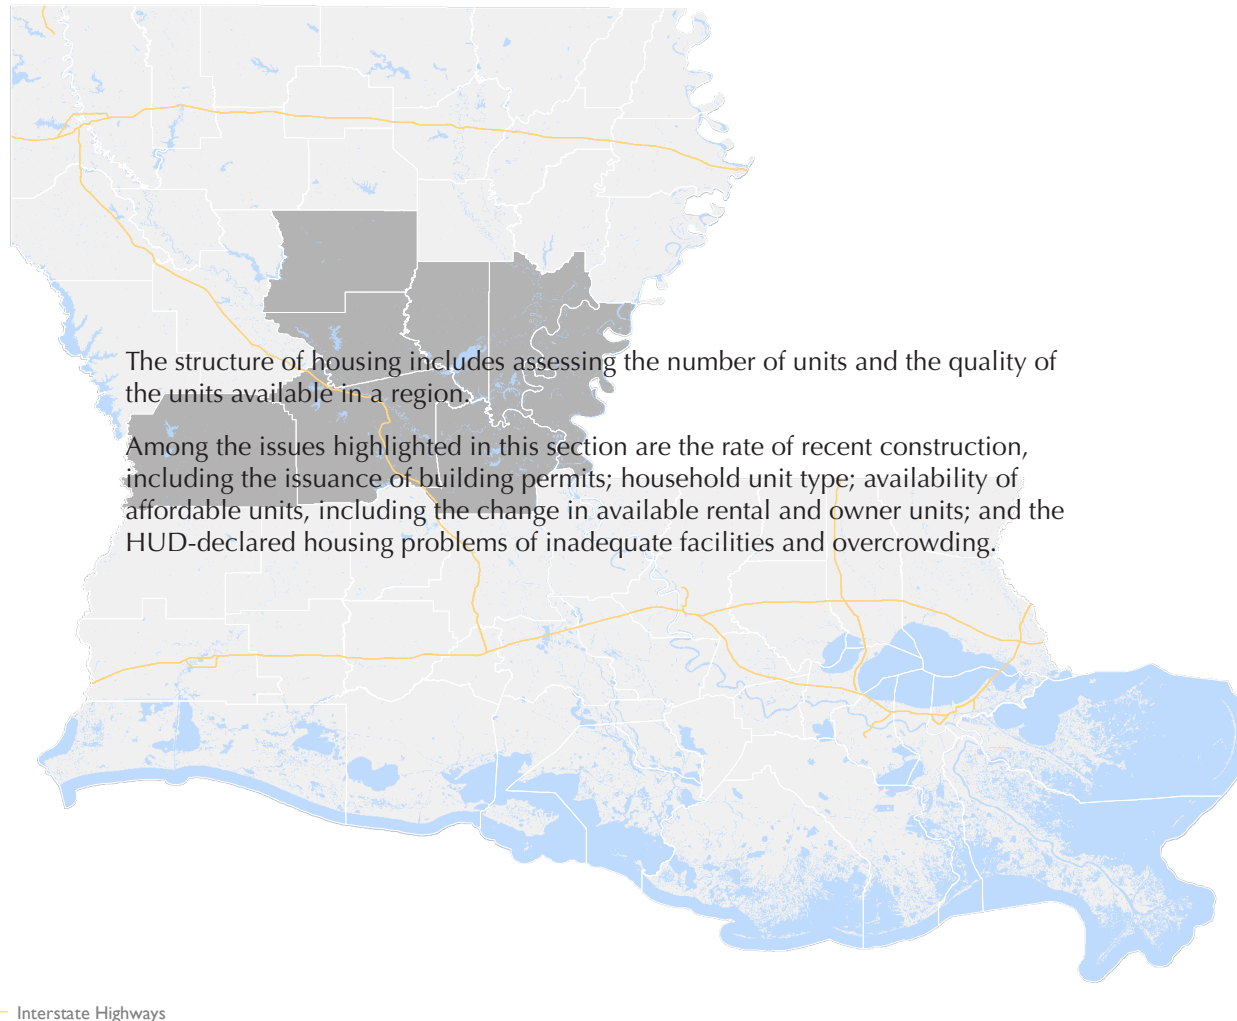 The structure of housing includes assessing the number of units and the quality of
the units available in a region.
Among the issues highlighted in this section are the rate of recent construction,
including the issuance of building permits; household unit type; availability of
affordable units, including the change in available rental and owner units; and the
HUD-declared housing problems of inadequate facilities and overcrowding.
Interstate Highways